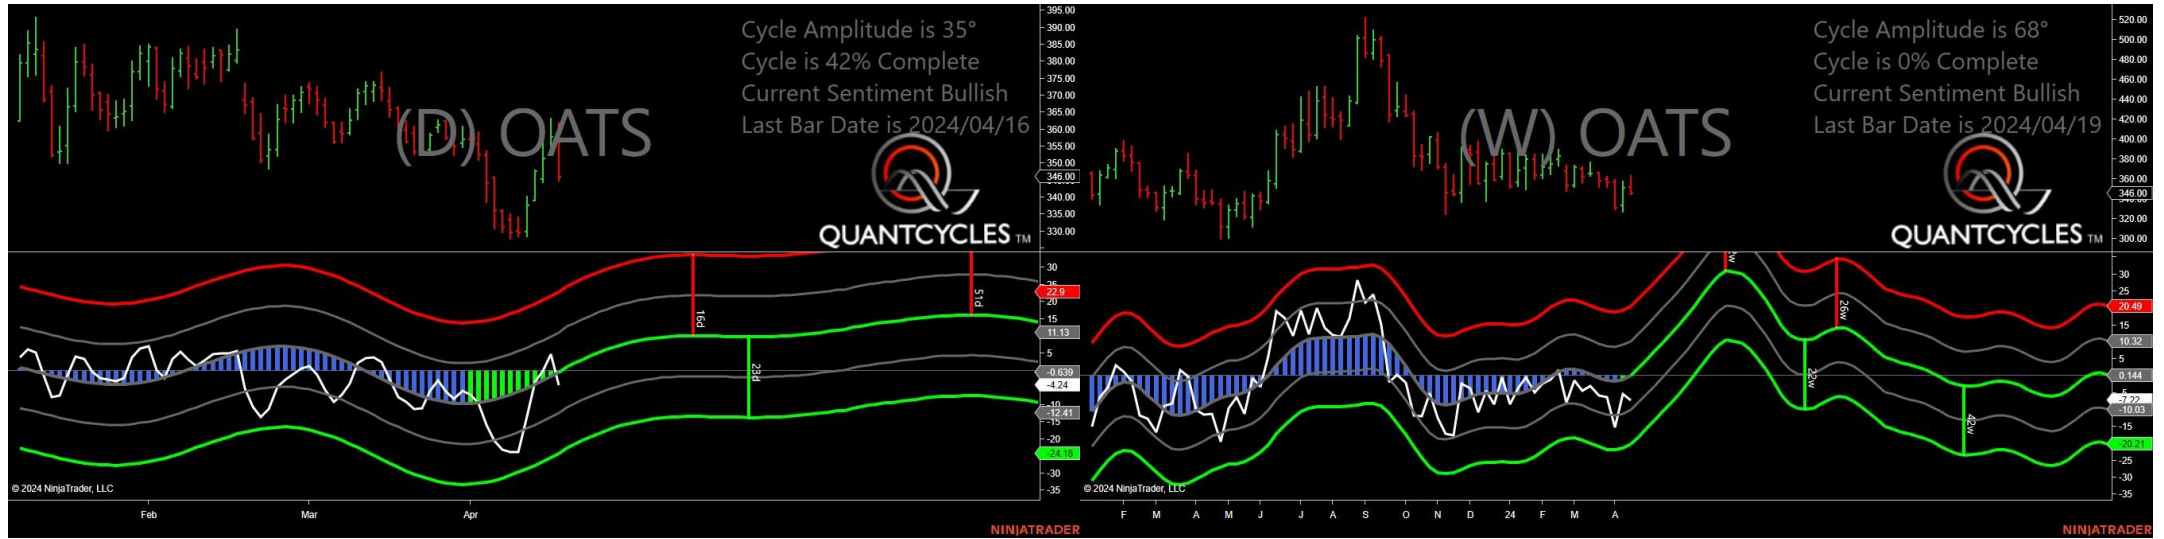 Cycle Amplitude is 35°
Cycle is 42% Complete
Current Sentiment Bullish
Last Bar Date is 2024/04/16
(D) OATS
QUANTCYCLES TM
395.00
385.00
380.00
375.00
370.00
365.00
360.00
355.00
350.00
346.00
340.00
335.00
330.00
30
25
22.9
20
15
11.13
5
-0.639
-4.24
-10
-12.41
-15
-20
-24.18
-30
-35
16d
23d
51d
© 2024 NinjaTrader, LLC
Feb Mar Apr
NINJATRADER
Cycle Amplitude is 68°
Cycle is 0% Complete
Current Sentiment Bullish
Last Bar Date is 2024/04/19
(W) OATS
QUANTCYCLES TM
520.00
500.00
480.00
460.00
440.00
420.00
400.00
380.00
360.00
346.00
320.00
300.00
30
25
20.49
15
10.32
5
0.144
-7.22
-10.03
-15
-20.21
-25
-30
-35
26w
22w
42w
© 2024 NinjaTrader, LLC
F M A M J J A S O N D 24 F M A
NINJATRADER